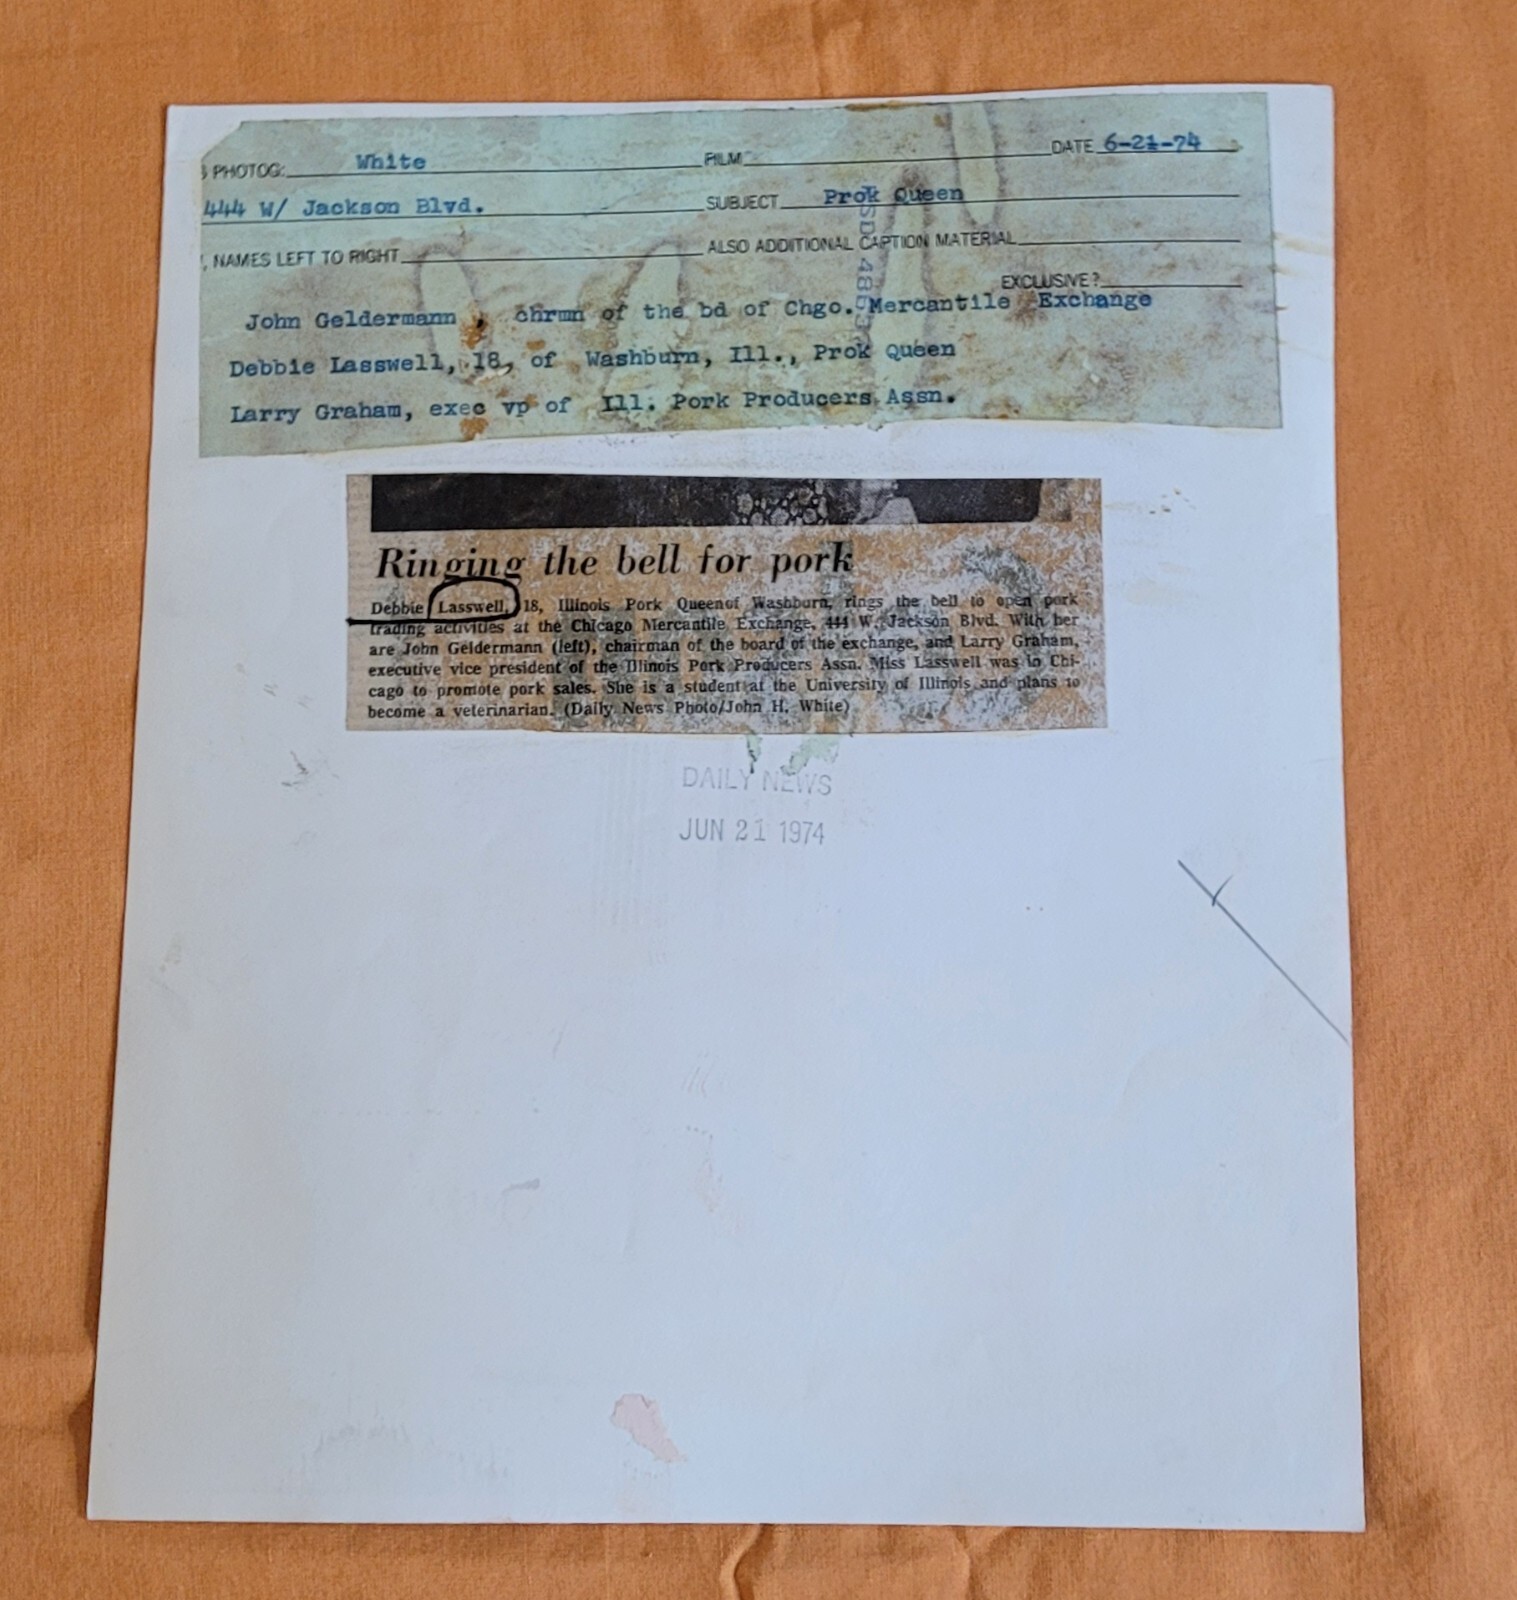 PHOTOG: White FILM DATE 6-21-74
444 W/ Jackson Blvd. SUBJECT Prok Queen
, NAMES LEFT TO RIGHT ALSO ADDITIONAL CAPTION MATERIAL
EXCLUSIVE?
John Geldermann , chrmn of the bd of Chgo. Mercantile Exchange
Debbie Lasswell, 18, of Washburn, Ill., Prok Queen
Larry Graham, exec vp of Ill. Pork Producers Assn.
Ringing the bell for pork
Debbie Lasswell, 18, Illinois Pork Queenof Washburn, rings the bell to open pork
trading activities at the Chicago Mercantile Exchange, 444 W. Jackson Blvd. With her
are John Geldermann (left), chairman of the board of the exchange, and Larry Graham,
executive vice president of the Illinois Pork Producers Assn. Miss Lasswell was in Chi-
cago to promote pork sales. She is a student at the University of Illinois and plans to
become a veterinarian. (Daily News Photo/John H. White)
DAILY NEWS
JUN 21 1974